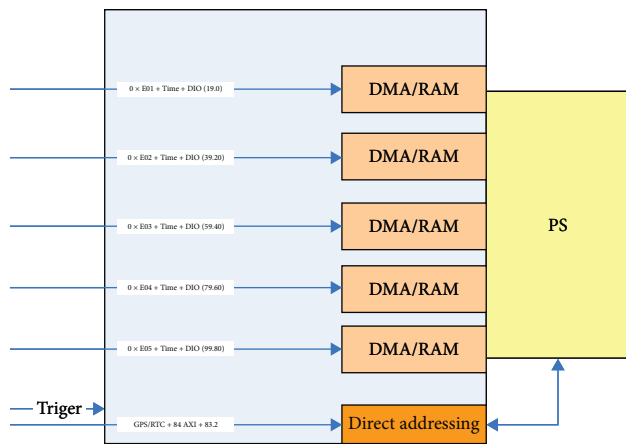 0 × E01 + Time + DIO (19.0)
DMA/RAM
0 × E02 + Time + DIO (39.20)
DMA/RAM
0 × E03 + Time + DIO (59.40)
DMA/RAM
PS
0 × E04 + Time + DIO (79.60)
DMA/RAM
0 × E05 + Time + DIO (99.80)
DMA/RAM
Triger
GPS/RTC + 84 AXI + 83.2
Direct addressing